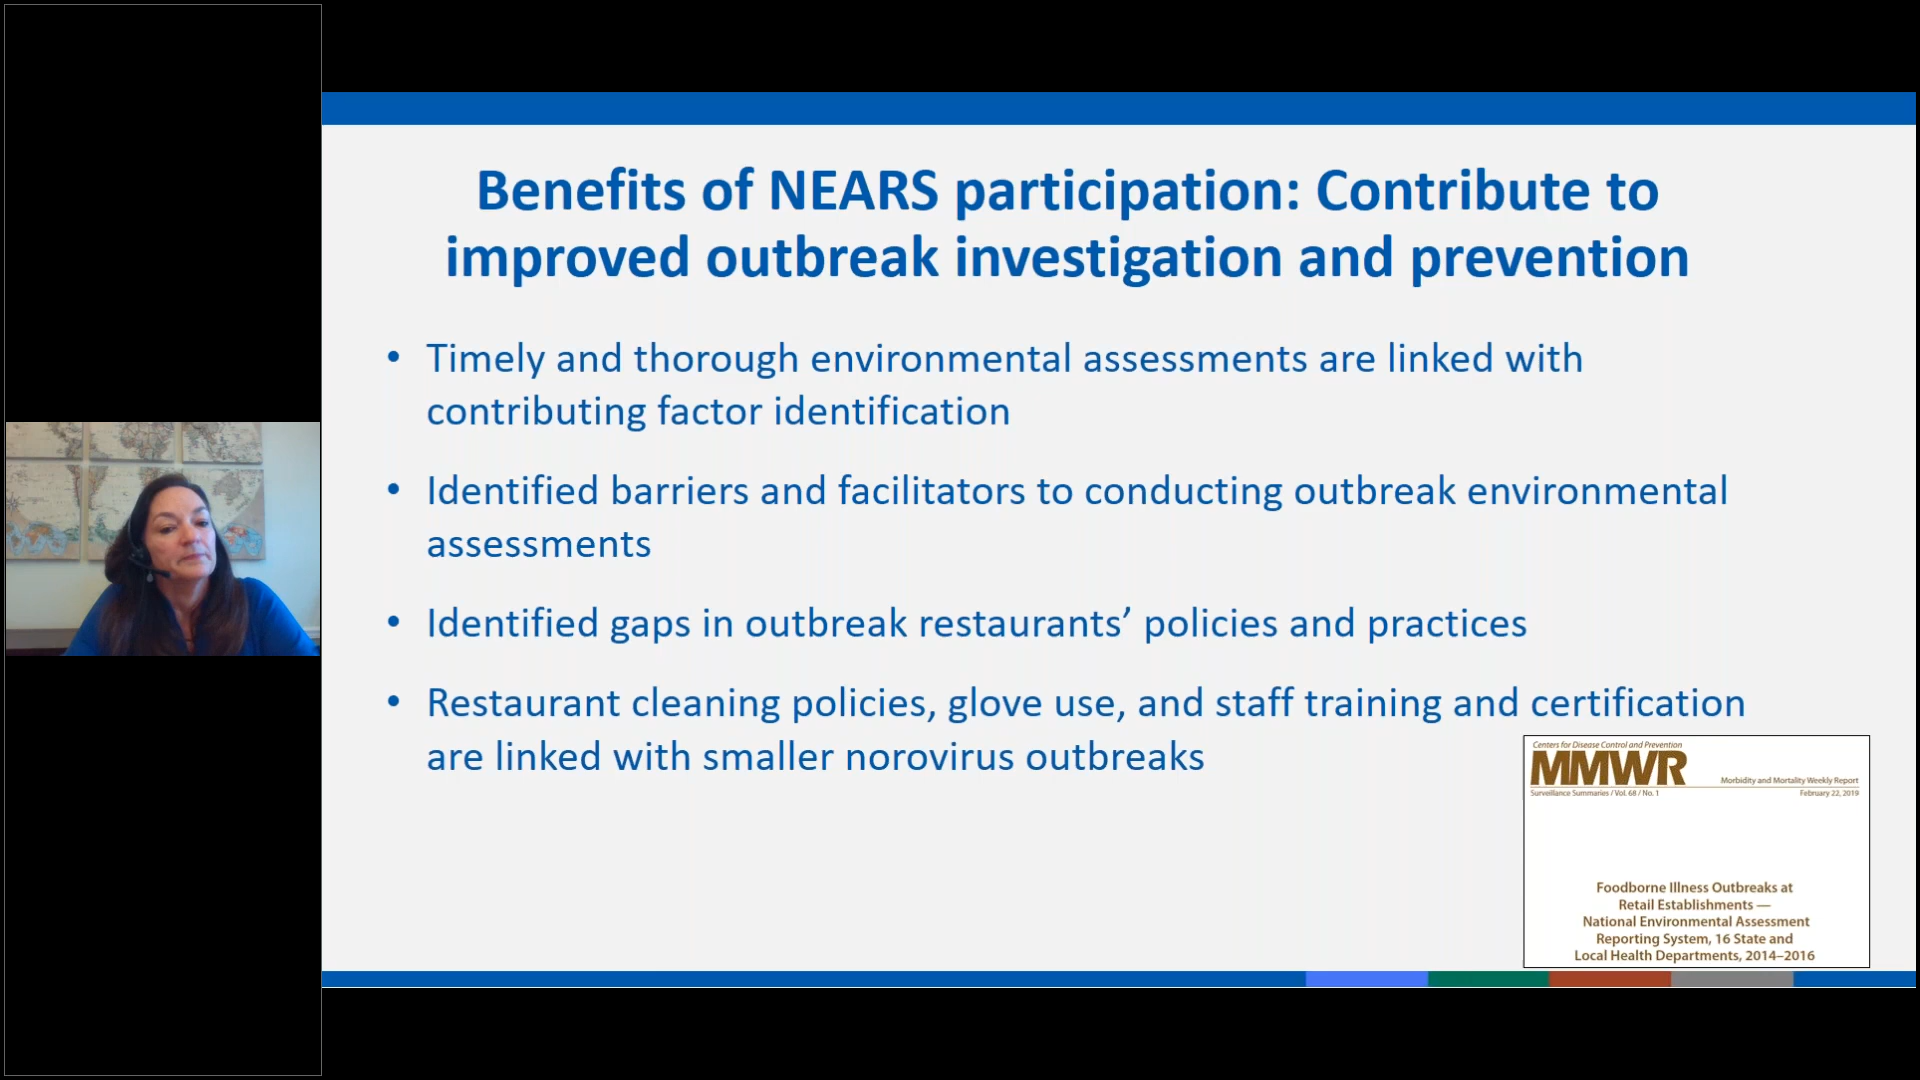 Benefits of NEARS participation: Contribute to
improved outbreak investigation and prevention
• Timely and thorough environmental assessments are linked with
contributing factor identification
• Identified barriers and facilitators to conducting outbreak environmental
assessments
• Identified gaps in outbreak restaurants’ policies and practices
• Restaurant cleaning policies, glove use, and staff training and certification
are linked with smaller norovirus outbreaks
Centers for Disease Control and Prevention
MMWR
Morbidity and Mortality Weekly Report
Surveillance Summaries / Vol. 68 / No. 1
February 22, 2019
Foodborne Illness Outbreaks at
Retail Establishments —
National Environmental Assessment
Reporting System, 16 State and
Local Health Departments, 2014–2016